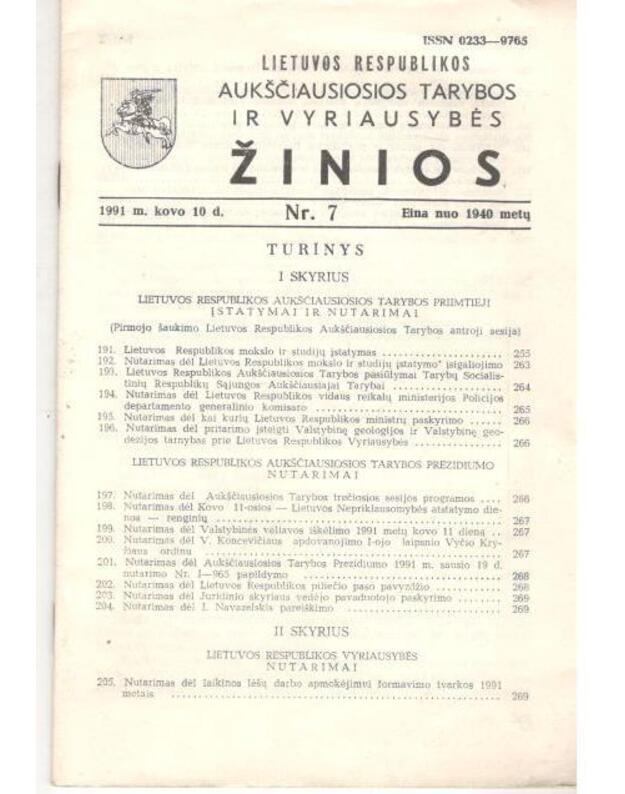 ISSN 0233—9765
LIETUVOS RESPUBLIKOS
AUKŠČIAUSIOSIOS TARYBOS
IR VYRIAUSYBĖS
ŽINIOS
1991 m. kovo 10 d. Nr. 7 Eina nuo 1940 metų
TURINYS
I SKYRIUS
LIETUVOS RESPUBLIKOS AUKŠČIAUSIOSIOS TARYBOS PRIIMTIEJI
ĮSTATYMAI IR NUTARIMAI
(Pirmojo šaukimo Lietuvos Respublikos Aukščiausiosios Tarybos antroji sesija)
191. Lietuvos Respublikos mokslo ir studijų įstatymas 255
192. Nutarimas dėl Lietuvos Respublikos mokslo ir studijų įstatymo" įsigaliojimo 263
193. Lietuvos Respublikos Aukščiausiosios Tarybos pasiūlymai Tarybų Socialis-
tinių Respublikų Sąjungos Aukščiausiajai Tarybai 264
194. Nutarimas dėl Lietuvos Respublikos vidaus reikalų ministerijos Policijos
departamento generalinio komisaro 265
195. Nutarimas dėl kai kurių Lietuvos Respublikos ministrų paskyrimo 266
196. Nutarimas dėl pritarimo įsteigti Valstybinę geologijos ir Valstybinę geo-
dezijos tarnybas prie Lietuvos Respublikos Vyriausybės 266
LIETUVOS RESPUBLIKOS AUKŠČIAUSIOSIOS TARYBOS PREZIDIUMO
NUTARIMAI
197. Nutarimas dėl Aukščiausiosios Tarybos trečiosios sesijos programos 266
198. Nutarimas dėl Kovo 11-osios — Lietuvos Nepriklausomybės atstatymo die-
nos — renginių 267
199. Nutarimas dėl Valstybinės vėliavos iškėlimo 1991 metų kovo 11 dieną 267
200. Nutarimas dėl V. Koncevičiaus apdovanojimo I-ojo laipsnio Vyčio Kry-
žiaus ordinu 267
201. Nutarimas dėl Aukščiausiosios Tarybos Prezidiumo 1991 m. sausio 19 d.
nutarimo Nr. I—965 papildymo 268
202. Nutarimas dėl Lietuvos Respublikos piliečio paso pavyzdžio 268
203. Nutarimas dėl Juridinio skyriaus vedėjo pavaduotojo paskyrimo 269
204. Nutarimas dėl I. Navazelskis pareiškimo 269
II SKYRIUS
LIETUVOS RESPUBLIKOS VYRIAUSYBĖS
NUTARIMAI
205. Nutarimas dėl laikinos lėšų darbo apmokėjimui formavimo tvarkos 1991
metais 269